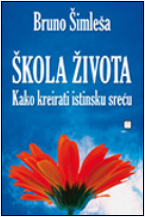 Bruno Šimleša
ŠKOLA ŽIVOTA
Kako kreirati istinsku sreću